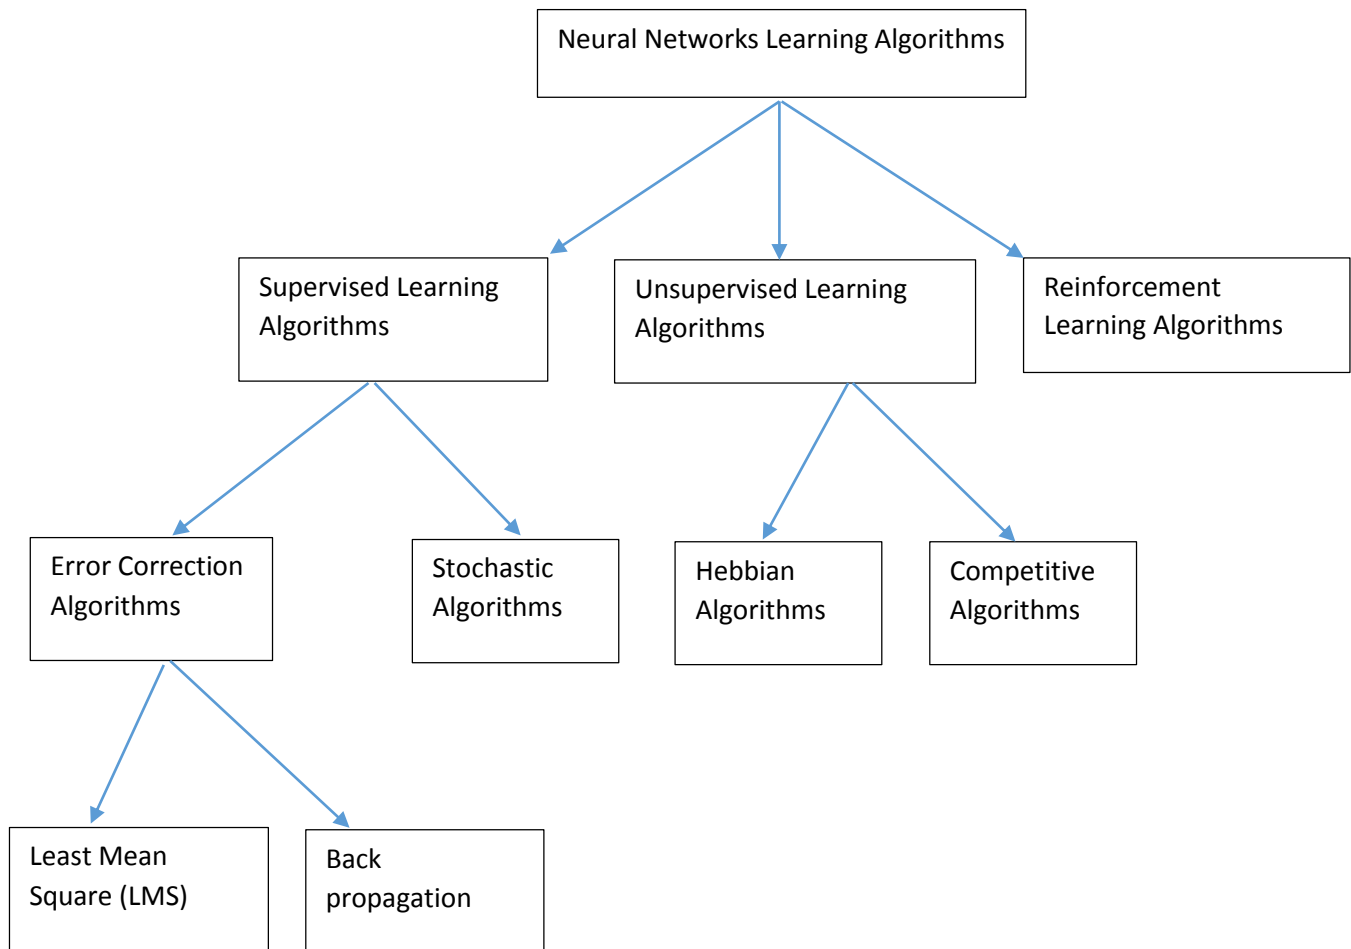 Neural Networks Learning Algorithms
Supervised Learning
Algorithms
Unsupervised Learning
Algorithms
Reinforcement
Learning Algorithms
Error Correction
Algorithms
Stochastic
Algorithms
Hebbian
Algorithms
Competitive
Algorithms
Least Mean
Square (LMS)
Back
propagation